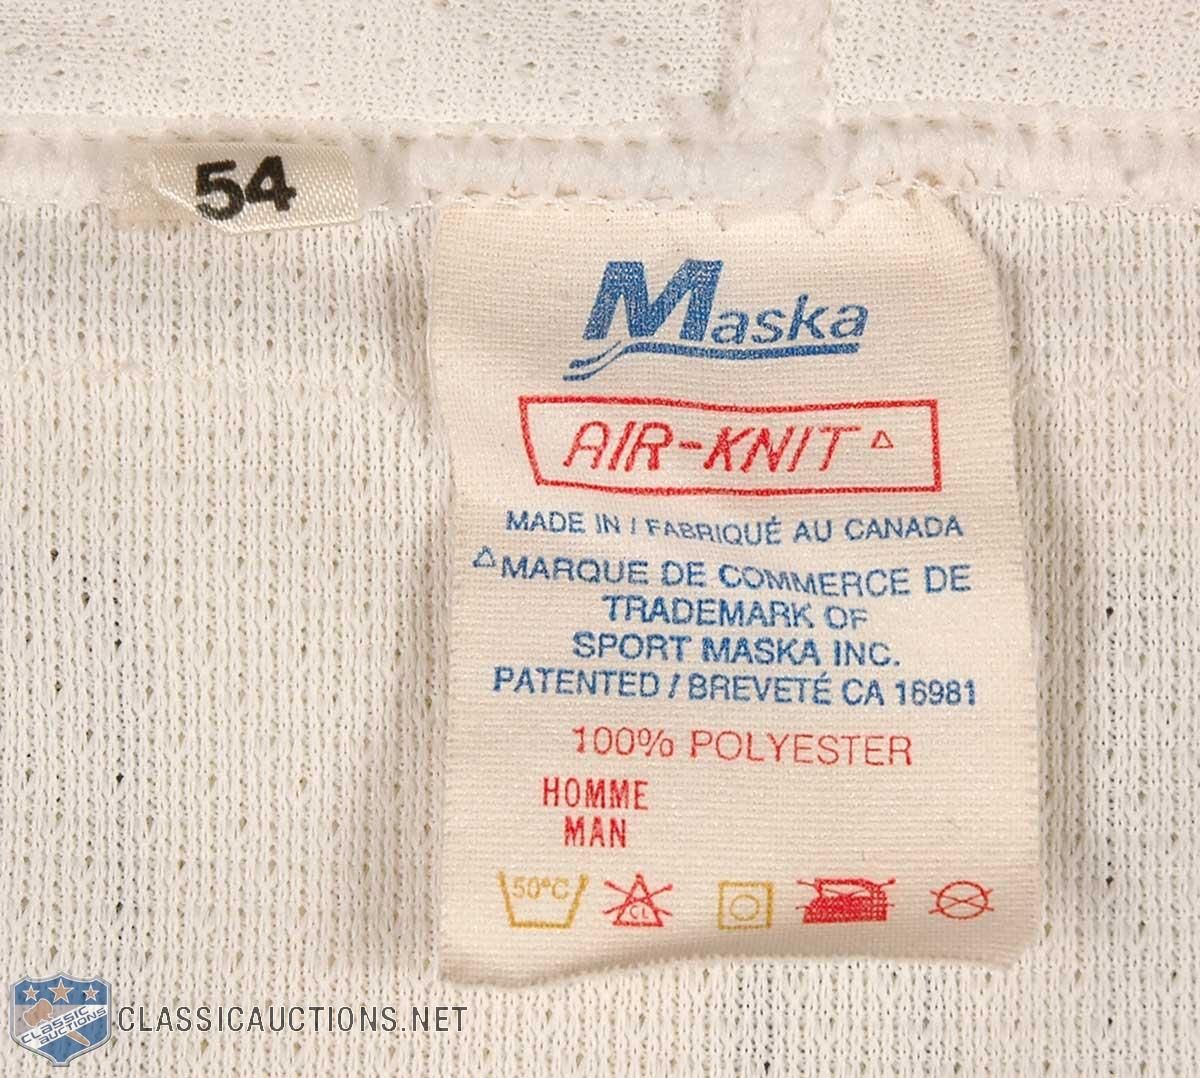 54
Maska
AIR-KNIT △
MADE IN / FABRIQUÉ AU CANADA
△ MARQUE DE COMMERCE DE
TRADEMARK OF
SPORT MASKA INC.
PATENTED / BREVETÉ CA 16981
100% POLYESTER
HOMME
MAN
50°C CL
CLASSIC AUCTIONS
CLASSICAUCTIONS.NET